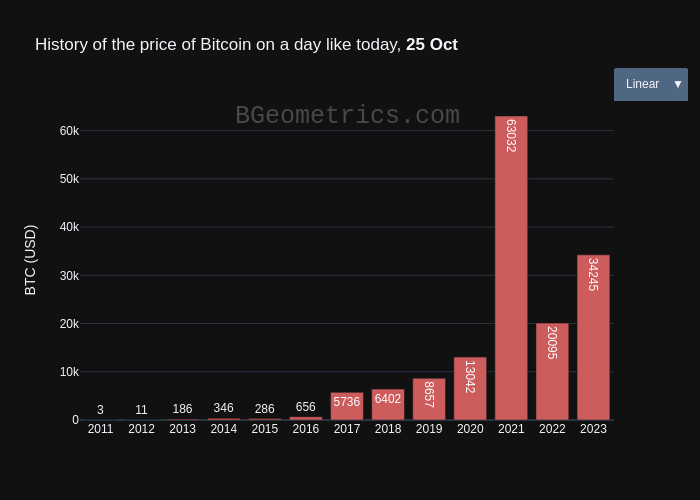 History of the price of Bitcoin on a day like today, 25 Oct
Linear ▼
BGeometrics.com
BTC (USD)
60k
50k
40k
30k
20k
10k
0
3 11 186 346 286 656 5736 6402 8657 13042 63032 20095 34245
2011 2012 2013 2014 2015 2016 2017 2018 2019 2020 2021 2022 2023